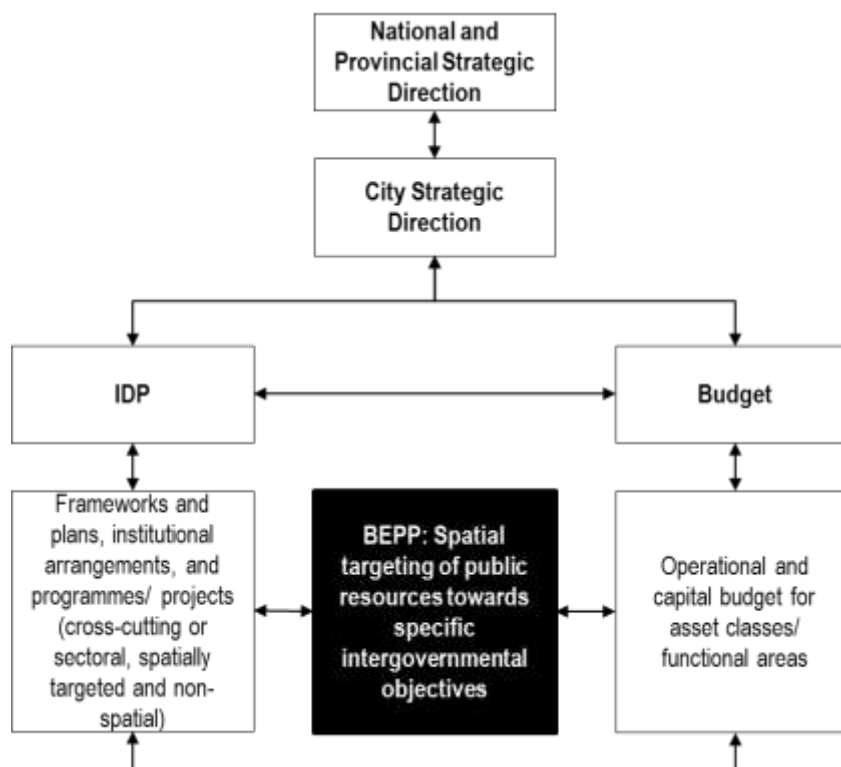 National and
Provincial Strategic
Direction
City Strategic
Direction
IDP
Budget
Frameworks and
plans, institutional
arrangements, and
programmes/ projects
(cross-cutting or
sectoral, spatially
targeted and non-
spatial)
BEPP: Spatial
targeting of public
resources towards
specific
intergovernmental
objectives
Operational and
capital budget for
asset classes/
functional areas